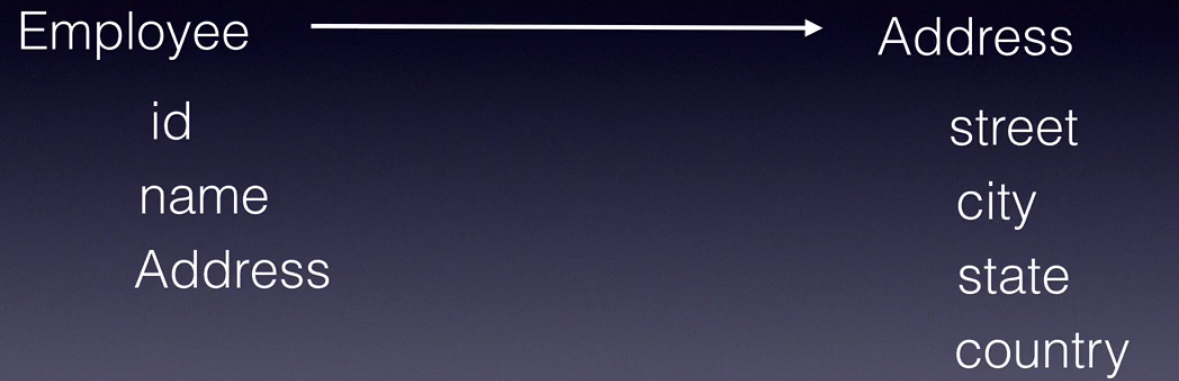 Employee
id
name
Address
Address
street
city
state
country